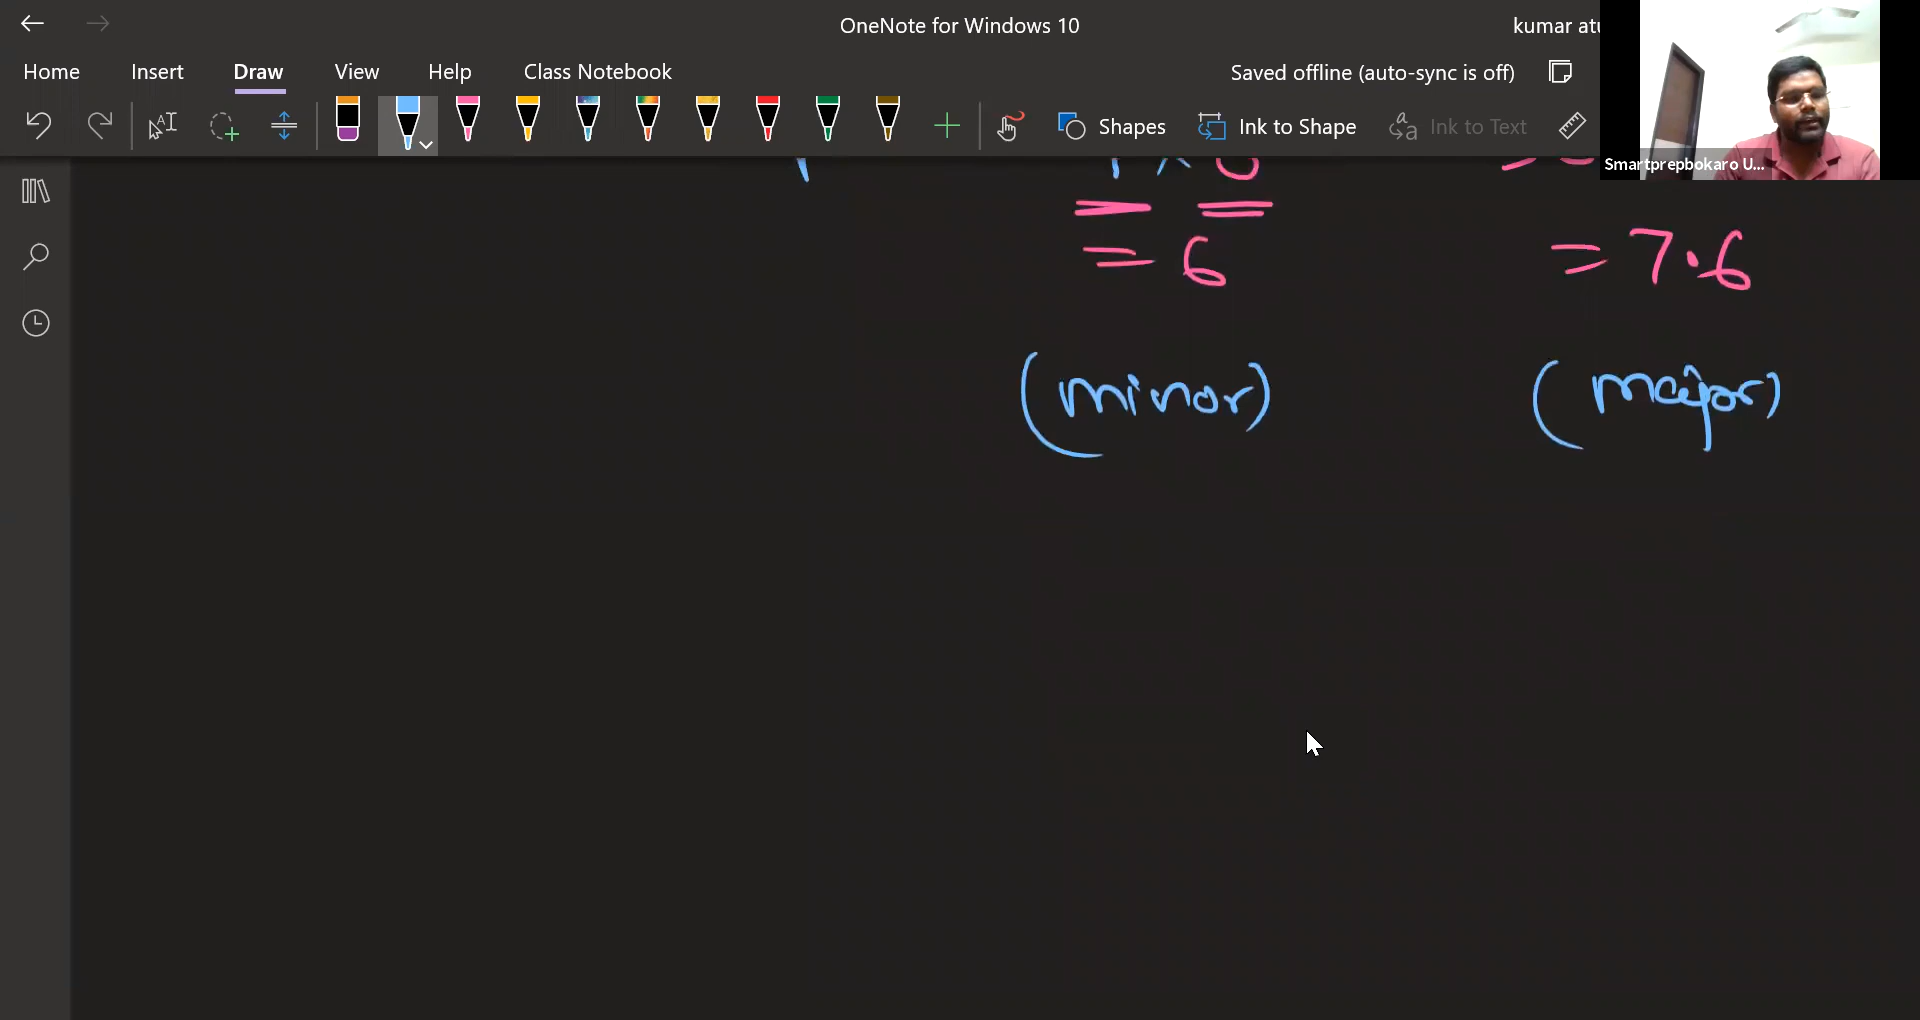 OneNote for Windows 10
kumar atu
Home Insert Draw View Help Class Notebook
Saved offline (auto-sync is off)
Shapes Ink to Shape Ink to Text
Smartprepbokaro U...
= 6
= 7.6
(minor)
(major)